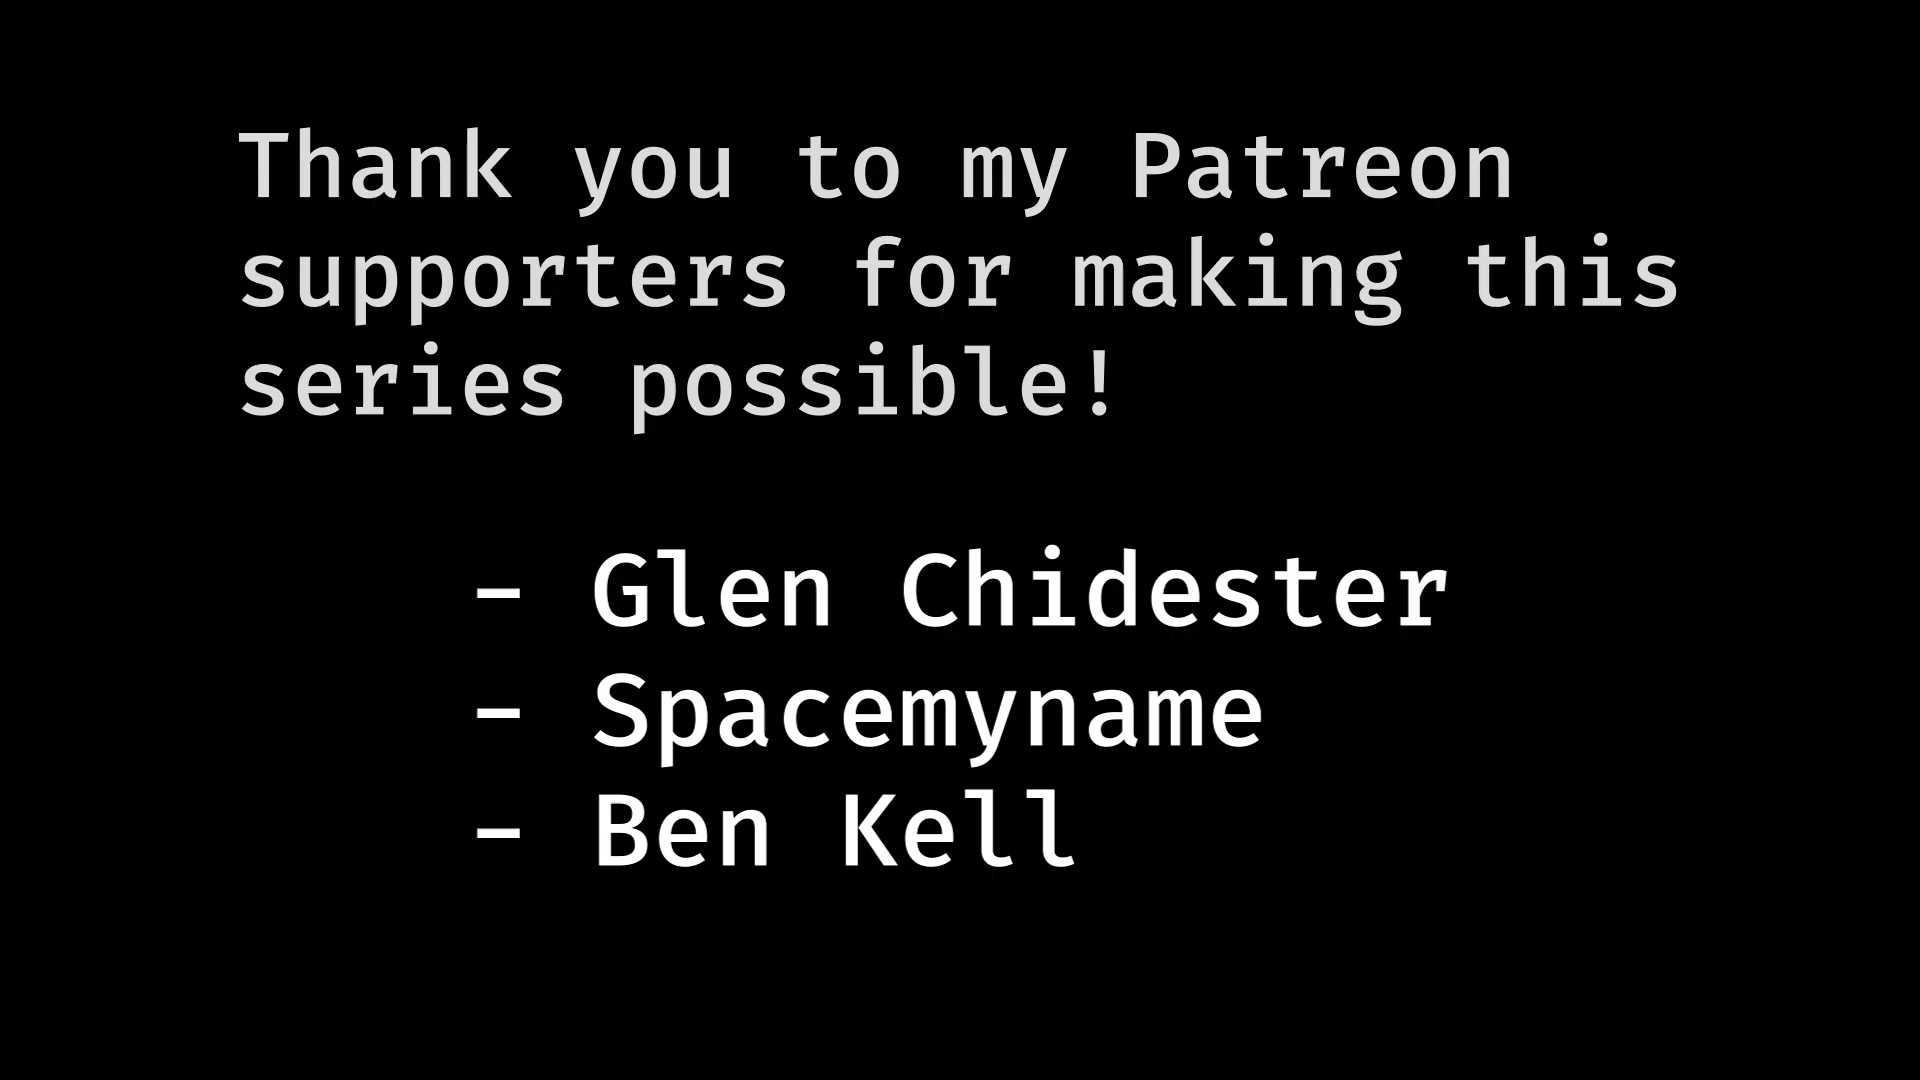 Thank you to my Patreon
supporters for making this
series possible!
- Glen Chidester
- Spacemyname
- Ben Kell